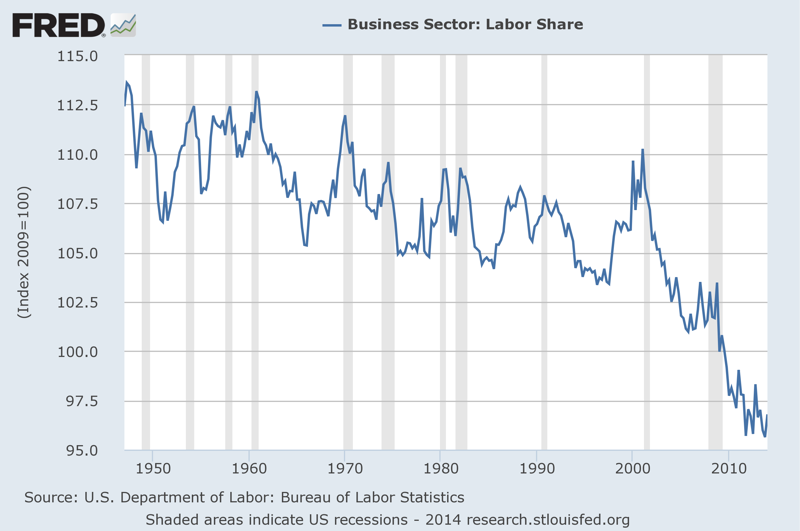 FRED
Business Sector: Labor Share
115.0
112.5
110.0
107.5
105.0
102.5
100.0
97.5
95.0
(Index 2009=100)
1950 1960 1970 1980 1990 2000 2010
Source: U.S. Department of Labor: Bureau of Labor Statistics
Shaded areas indicate US recessions - 2014 research.stlouisfed.org